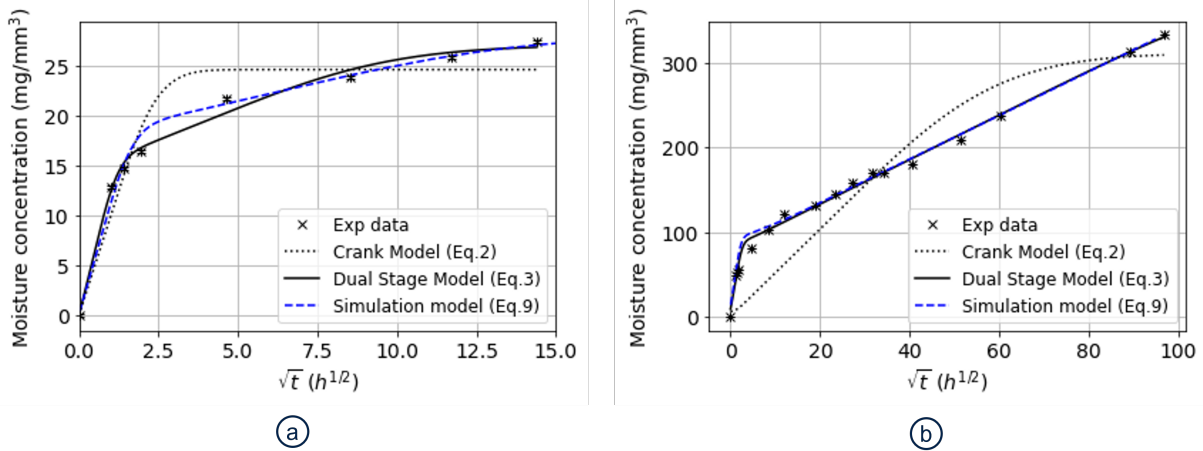 Moisture concentration (mg/mm³)
25
20
15
10
5
0
0.0 2.5 5.0 7.5 10.0 12.5 15.0
√t (h^{1/2})
Exp data
Crank Model (Eq.2)
Dual Stage Model (Eq.3)
Simulation model (Eq.9)
a
Moisture concentration (mg/mm³)
300
200
100
0
0 20 40 60 80 100
√t (h^{1/2})
Exp data
Crank Model (Eq.2)
Dual Stage Model (Eq.3)
Simulation model (Eq.9)
b